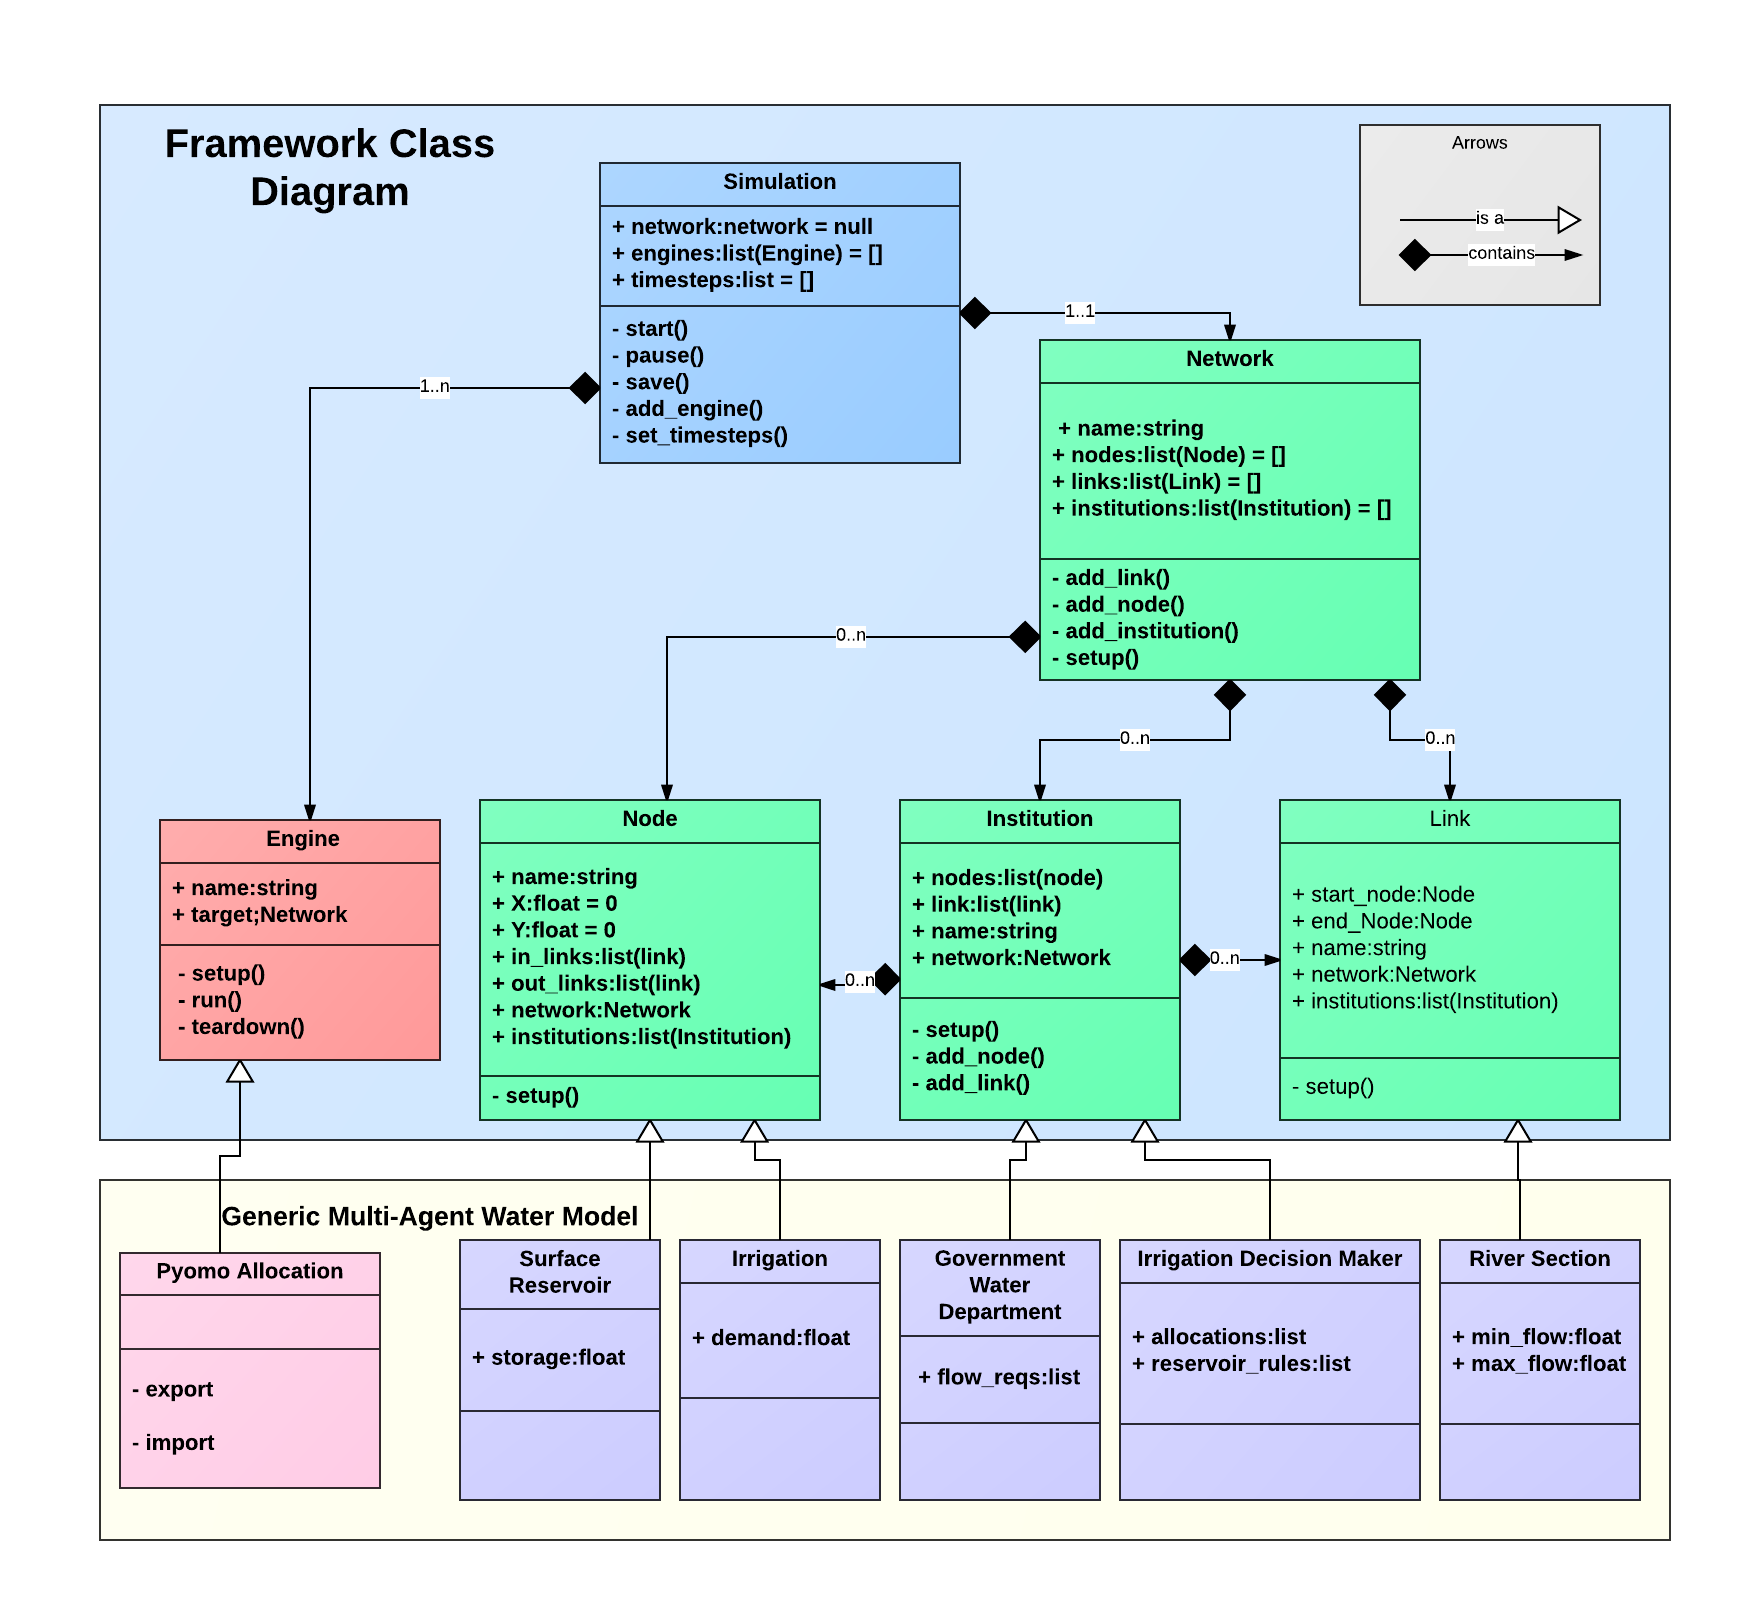 Framework Class
Diagram
Arrows
is a
contains
Simulation
+ network:network = null
+ engines:list(Engine) = []
+ timesteps:list = []
- start()
- pause()
- save()
- add_engine()
- set_timesteps()
1..1
1..n
Network
+ name:string
+ nodes:list(Node) = []
+ links:list(Link) = []
+ institutions:list(Institution) = []
- add_link()
- add_node()
- add_institution()
- setup()
0..n
0..n
0..n
Engine
+ name:string
+ target;Network
- setup()
- run()
- teardown()
Node
+ name:string
+ X:float = 0
+ Y:float = 0
+ in_links:list(link)
+ out_links:list(link)
+ network:Network
+ institutions:list(Institution)
- setup()
0..n
Institution
+ nodes:list(node)
+ link:list(link)
+ name:string
+ network:Network
- setup()
- add_node()
- add_link()
0..n
Link
+ start_node:Node
+ end_Node:Node
+ name:string
+ network:Network
+ institutions:list(Institution)
- setup()
Generic Multi-Agent Water Model
Pyomo Allocation
- export
- import
Surface
Reservoir
+ storage:float
Irrigation
+ demand:float
Government
Water
Department
+ flow_reqs:list
Irrigation Decision Maker
+ allocations:list
+ reservoir_rules:list
River Section
+ min_flow:float
+ max_flow:float